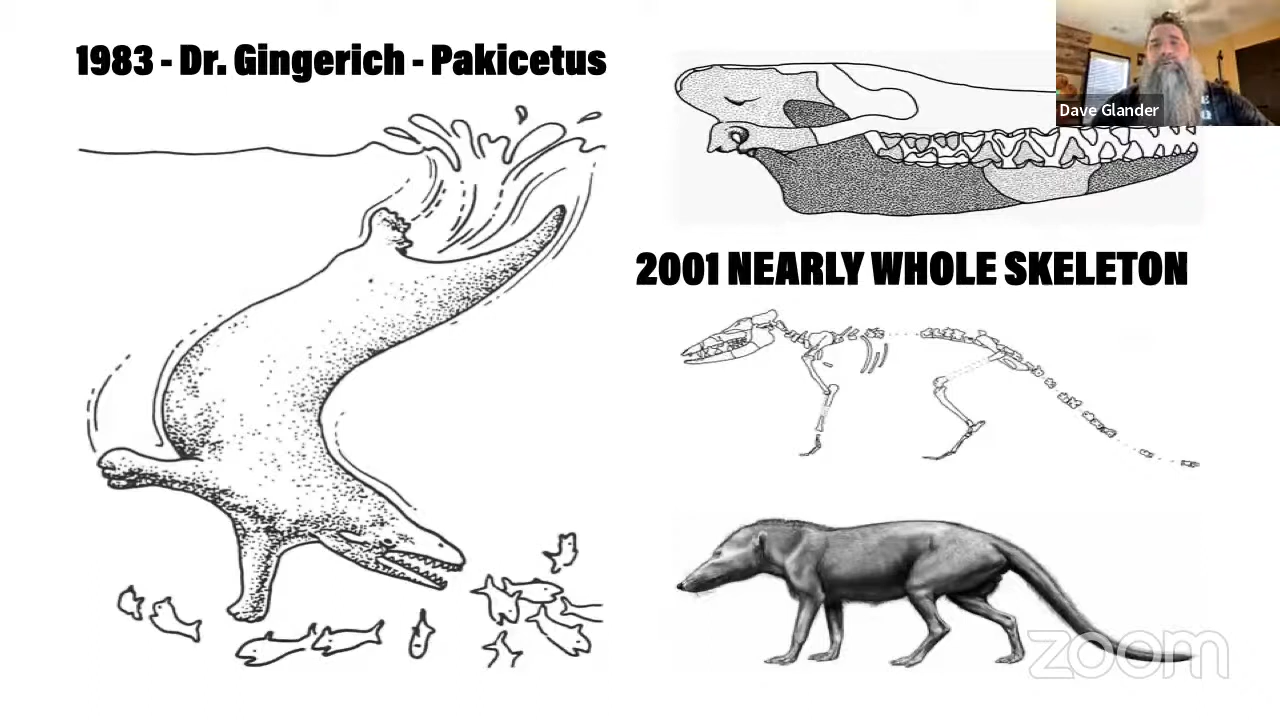 1983 - Dr. Gingerich - Pakicetus
Dave Glander
2001 NEARLY WHOLE SKELETON
zoom